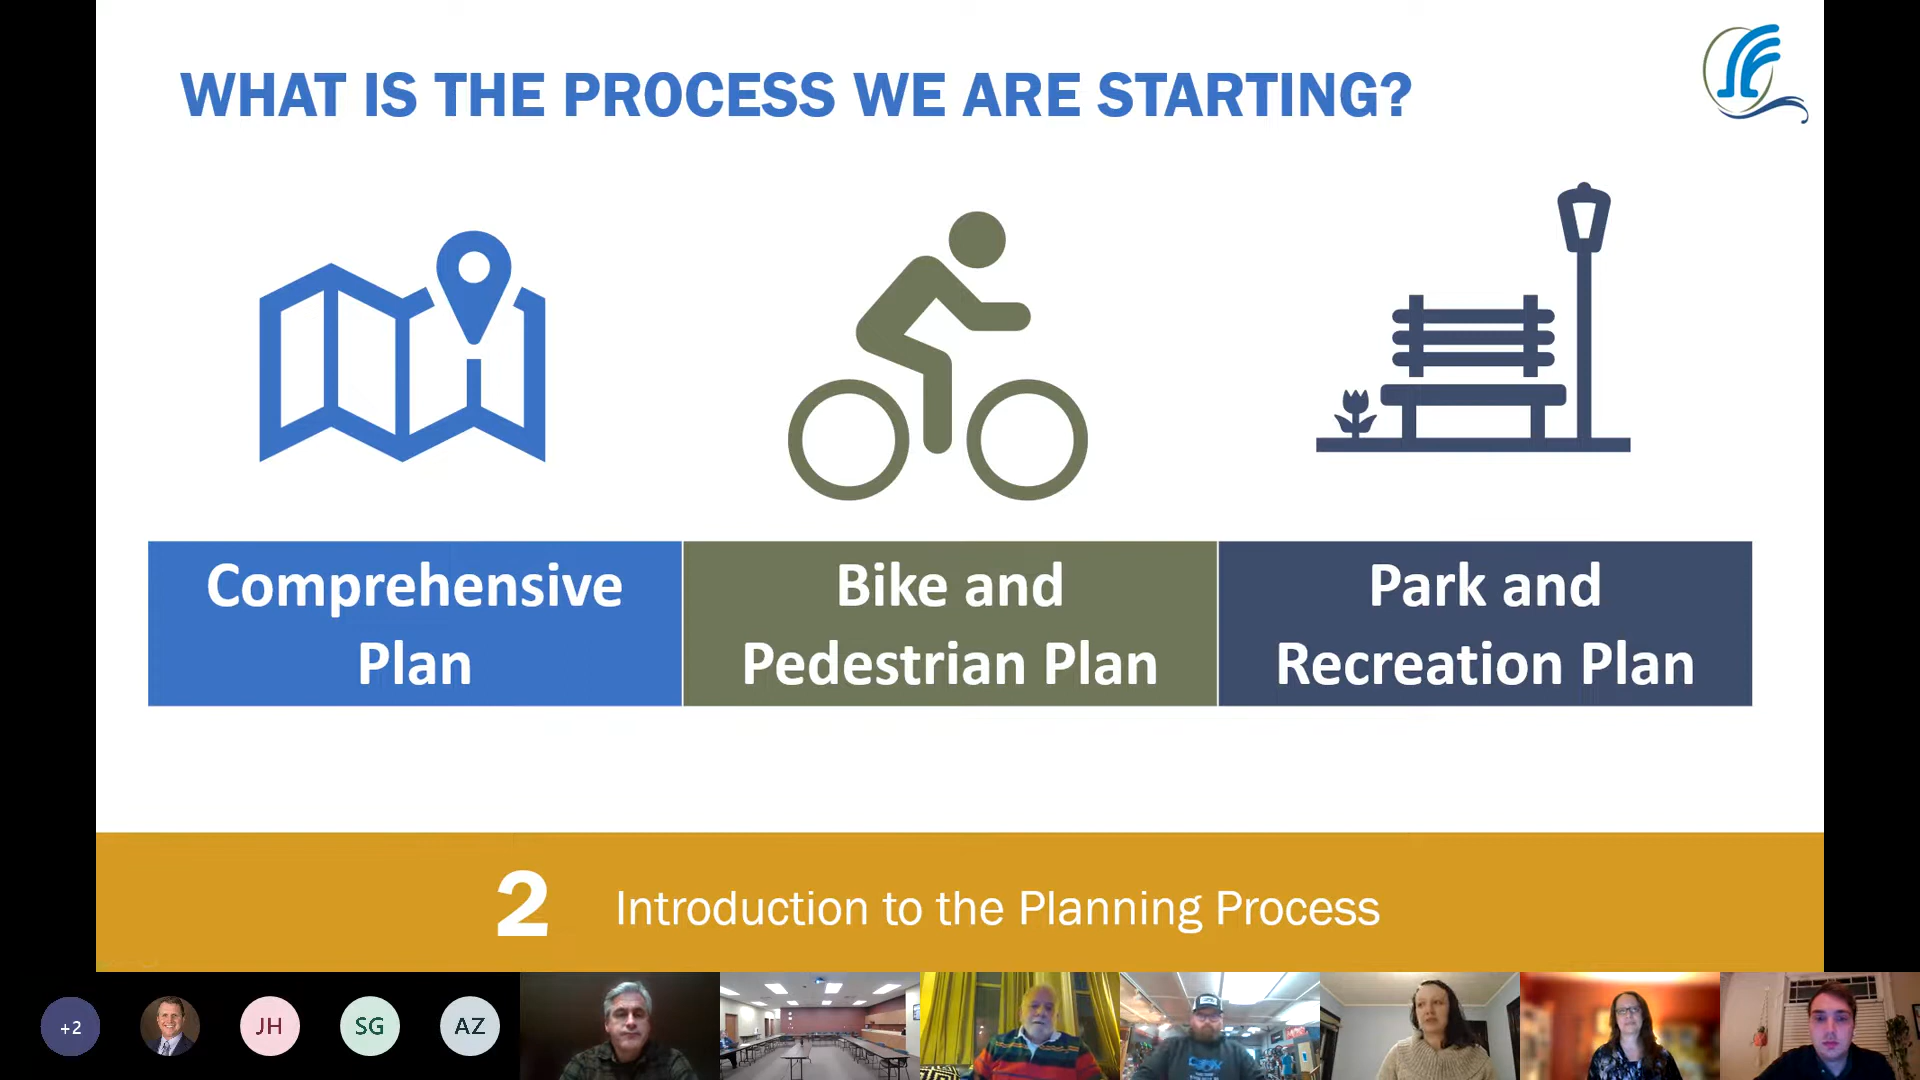 WHAT IS THE PROCESS WE ARE STARTING?
Comprehensive
Plan
Bike and
Pedestrian Plan
Park and
Recreation Plan
2 Introduction to the Planning Process
+2
JH
SG
AZ